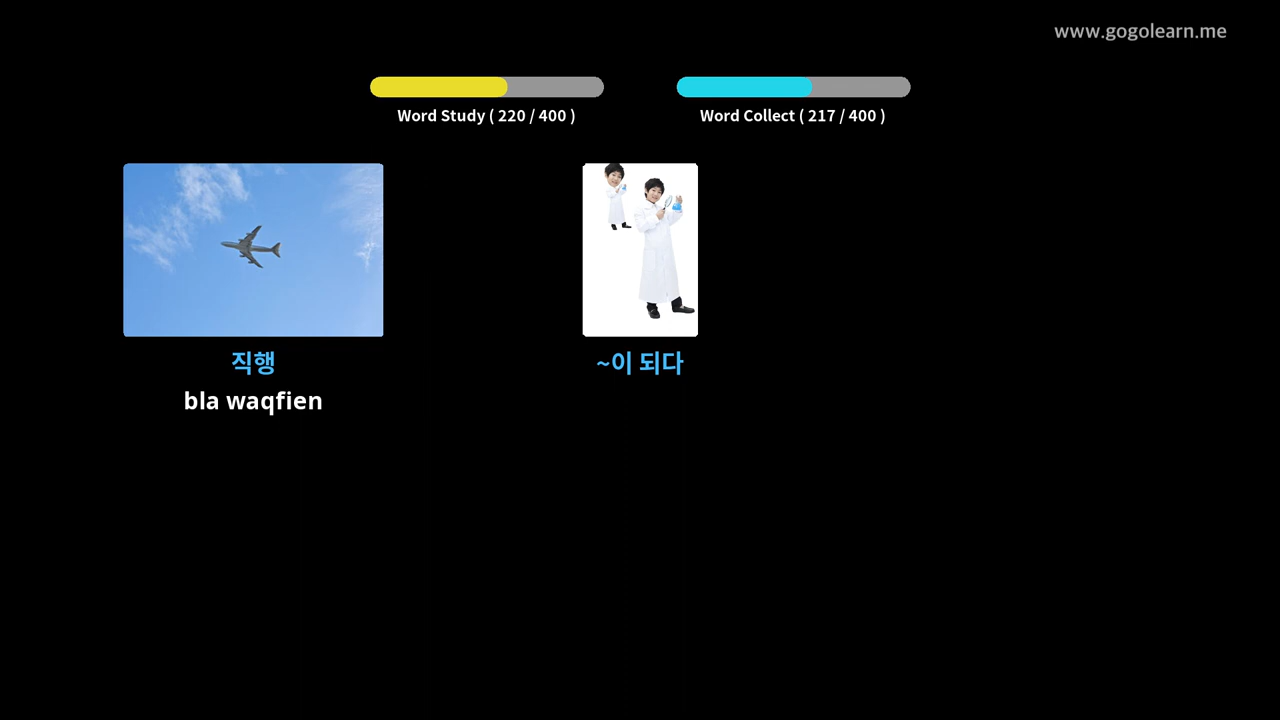 www.gogolearn.me
Word Study ( 220 / 400 )
Word Collect ( 217 / 400 )
직행
bla waqfien
~이 되다